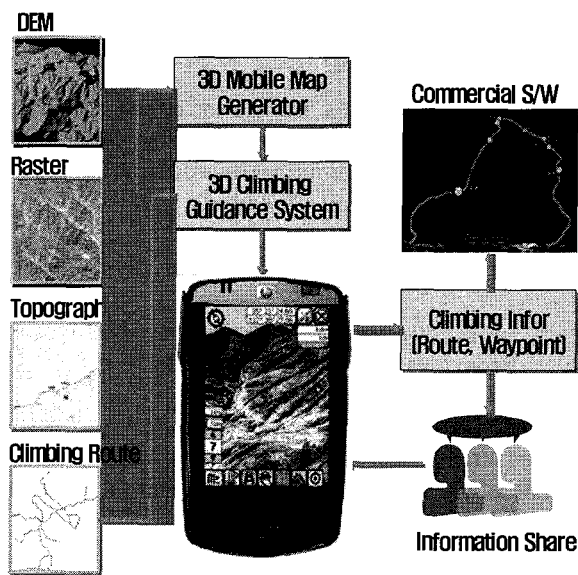 DEM
3D Mobile Map
Generator
Commercial S/W
Raster
3D Climbing
Guidance System
Topograph
Climbing Infor
(Route, Waypoint)
7
Climbing Route
Information Share